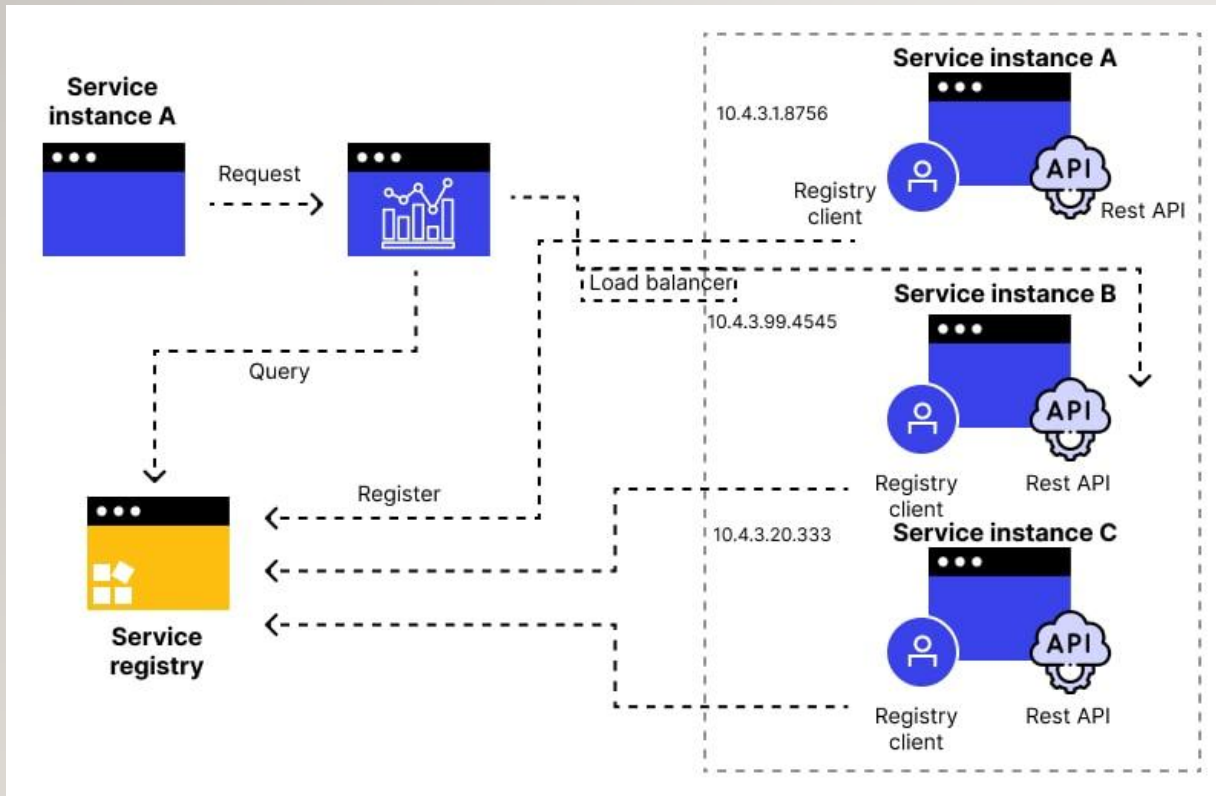 Service
instance A
Request
Query
Register
Service
registry
Load balancer
Service instance A
10.4.3.1.8756
API
Registry
client
Rest API
Service instance B
10.4.3.99.4545
API
Registry
client
Rest API
Service instance C
10.4.3.20.333
API
Registry
client
Rest API